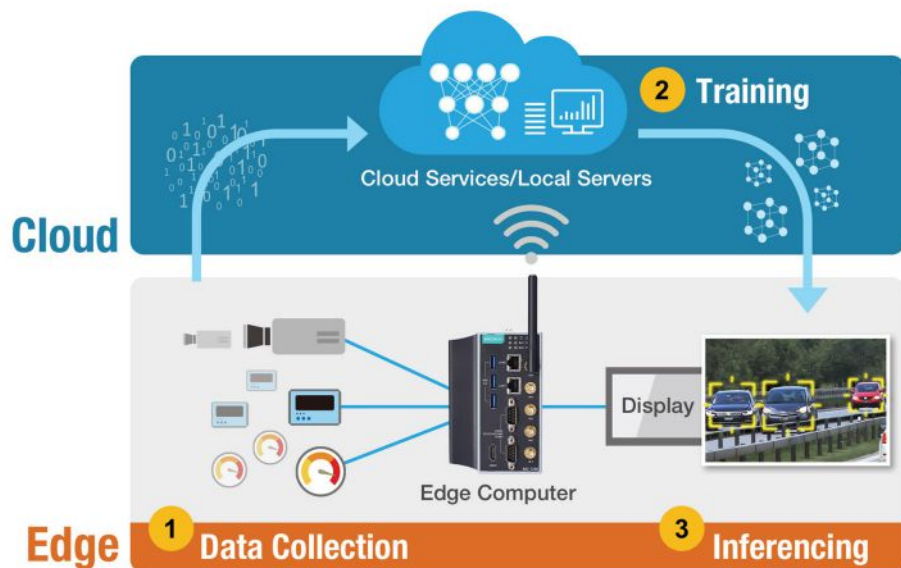 2 Training
Cloud Services/Local Servers
Cloud
Display
Edge Computer
Edge
1 Data Collection
3 Inferencing